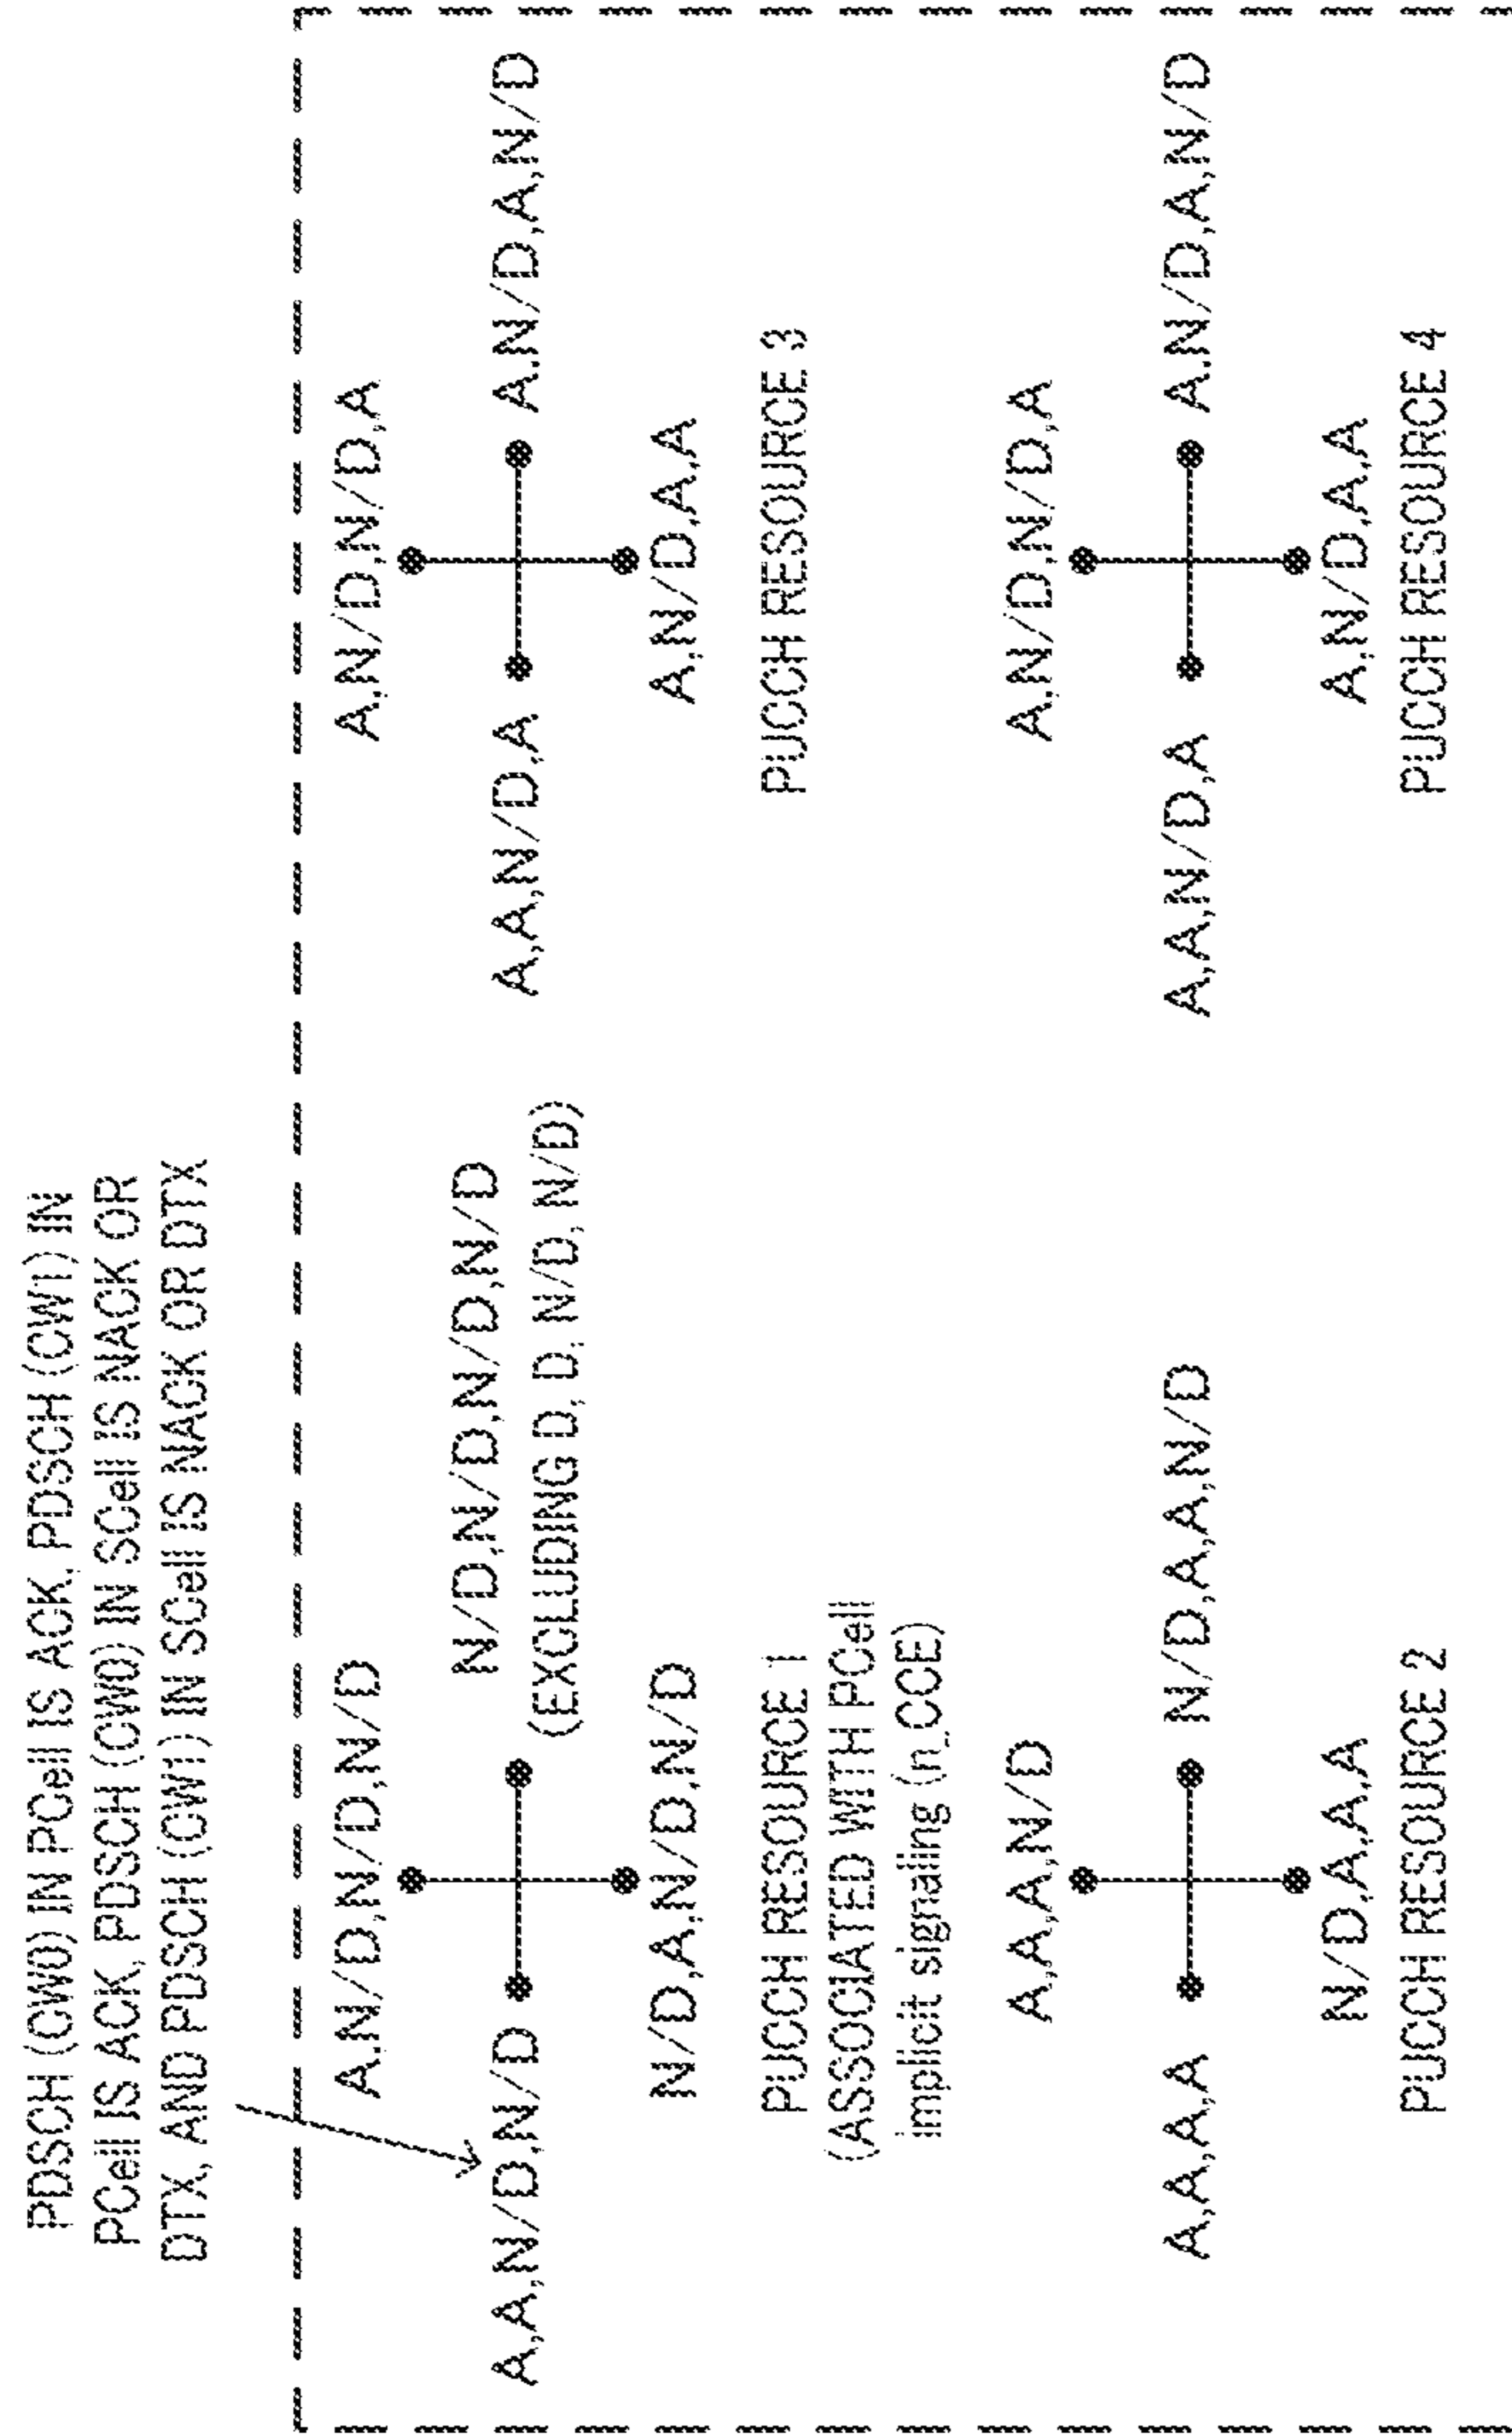 PDSCH (CW0) IN PCell IS ACK, PDSCH (CW1) IN
PCell IS ACK, PDSCH (CW0) IN SCell IS NACK OR
DTX, AND PDSCH (CW1) IN SCell IS NACK OR DTX
A,N/D,N/D,N/D
A,A,N/D,N/D
N/D,N/D,N/D,N/D
(EXCLUDING D, D, N/D, N/D)
N/D,A,N/D,N/D
PUCCH RESOURCE 1
(ASSOCIATED WITH PCell
implicit signaling (n_CCE)
A,N/D,N/D,A
A,A,N/D,A
A,N/D,A,N/D
A,N/D,A,A
PUCCH RESOURCE 3
A,A,A,N/D
A,A,A,A
N/D,A,A,N/D
N/D,A,A,A
PUCCH RESOURCE 2
A,N/D,N/D,A
A,A,N/D,A
A,N/D,A,N/D
A,N/D,A,A
PUCCH RESOURCE 4